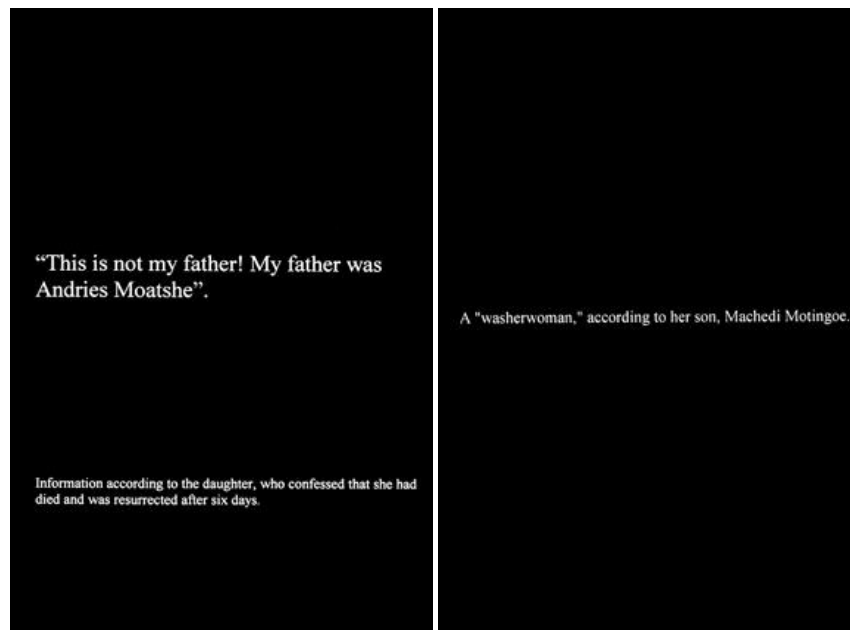 “This is not my father! My father was
Andries Moatshe”.
Information according to the daughter, who confessed that she had
died and was resurrected after six days.
A "washerwoman," according to her son, Machedi Motingoe.